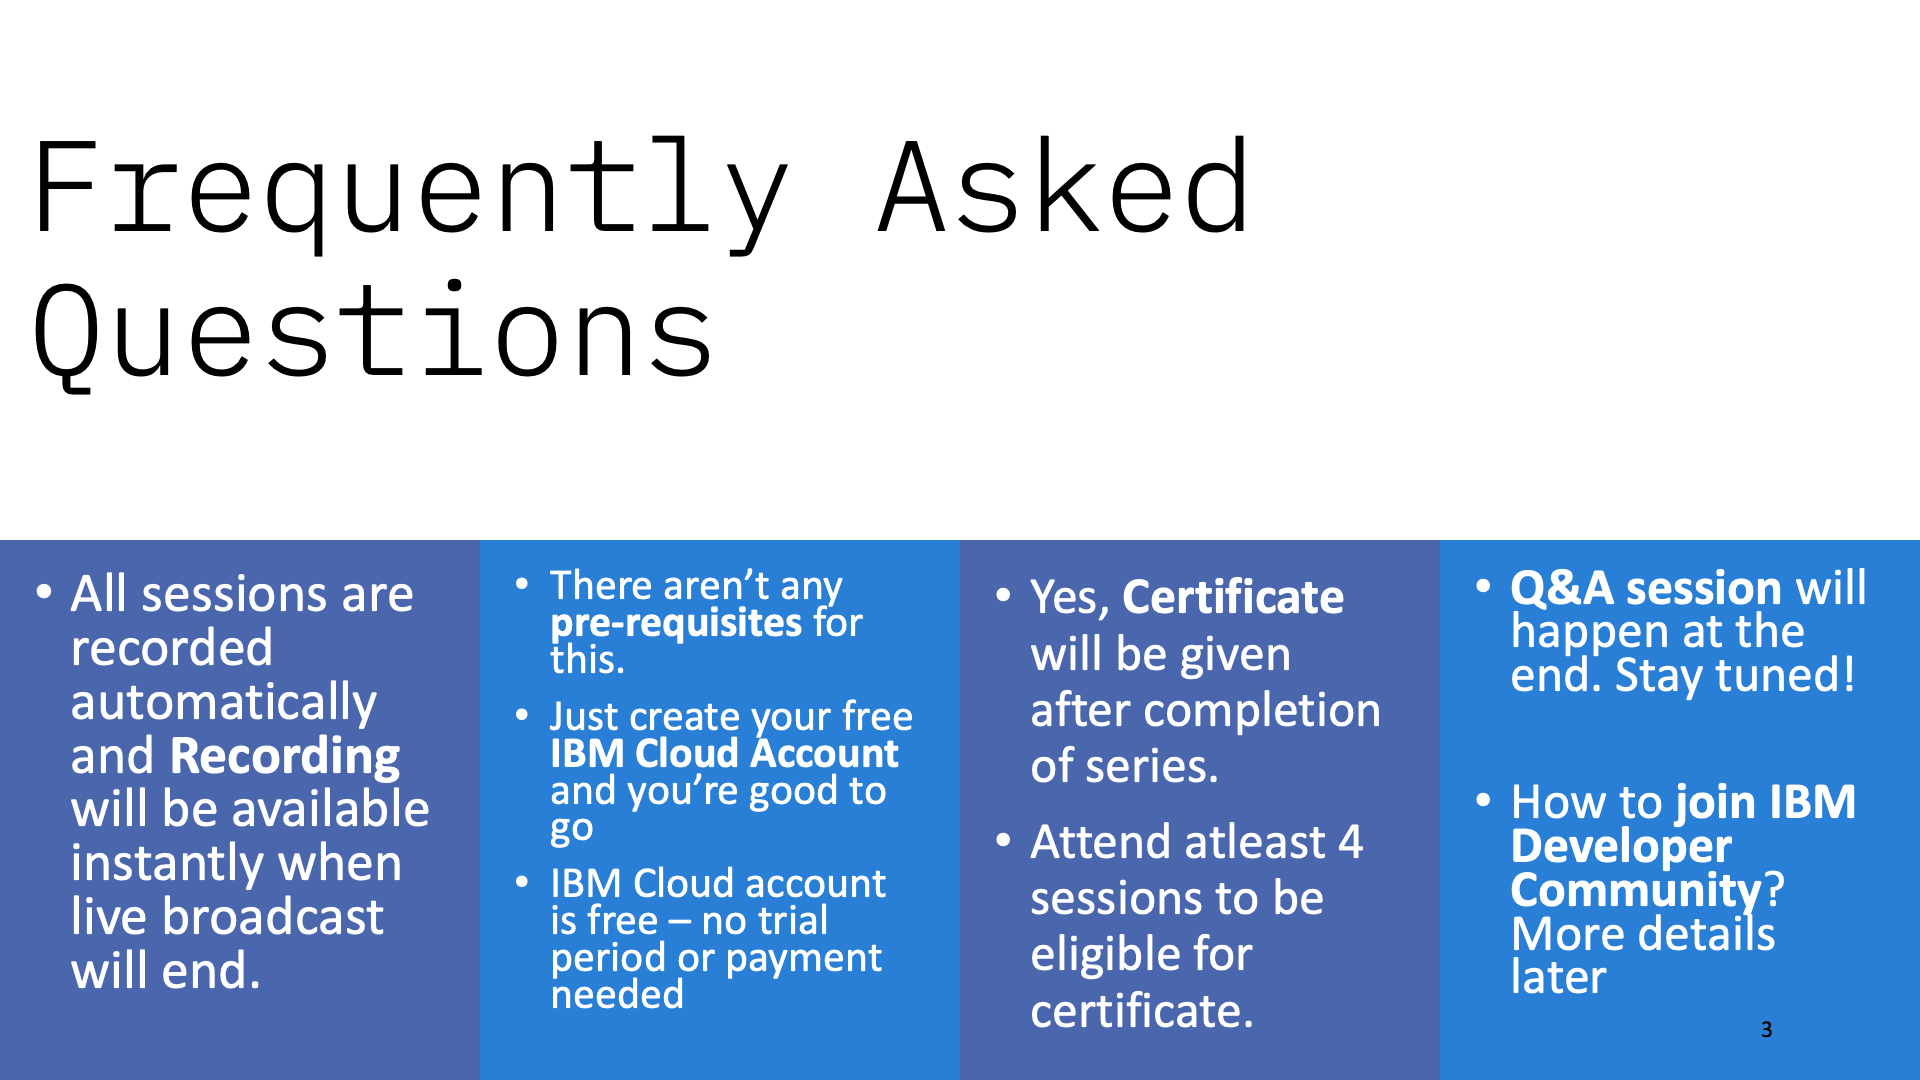 Frequently Asked
Questions
• All sessions are
recorded
automatically
and Recording
will be available
instantly when
live broadcast
will end.
• There aren’t any
pre-requisites for
this.
• Just create your free
IBM Cloud Account
and you’re good to
go
• IBM Cloud account
is free – no trial
period or payment
needed
• Yes, Certificate
will be given
after completion
of series.
• Attend atleast 4
sessions to be
eligible for
certificate.
• Q&A session will
happen at the
end. Stay tuned!
• How to join IBM
Developer
Community?
More details
later
3